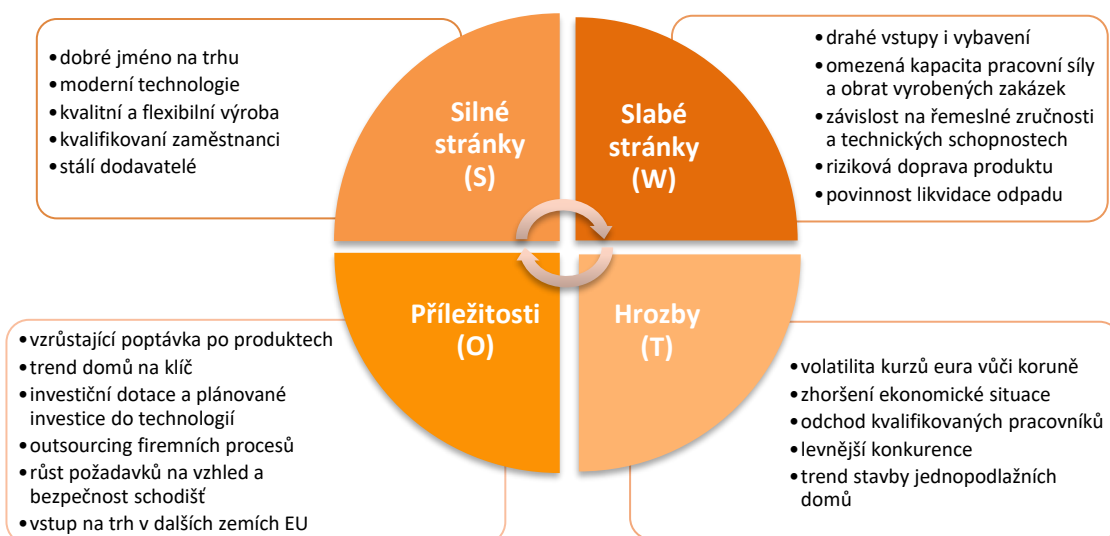 • dobré jméno na trhu
• moderní technologie
• kvalitní a flexibilní výroba
• kvalifikovaní zaměstnanci
• stálí dodavatelé
Silné
stránky
(S)
Slabé
stránky
(W)
• drahé vstupy i vybavení
• omezená kapacita pracovní síly
a obrat vyrobených zakázek
• závislost na řemeslné zručnosti
a technických schopnostech
• riziková doprava produktu
• povinnost likvidace odpadu
• vzrůstající poptávka po produktech
• trend domů na klíč
• investiční dotace a plánované
investice do technologií
• outsourcing firemních procesů
• růst požadavků na vzhled a
bezpečnost schodišť
• vstup na trh v dalších zemích EU
Příležitosti
(O)
Hrozby
(T)
• volatilita kurzů eura vůči koruně
• zhoršení ekonomické situace
• odchod kvalifikovaných pracovníků
• levnější konkurence
• trend stavby jednopodlažních
domů